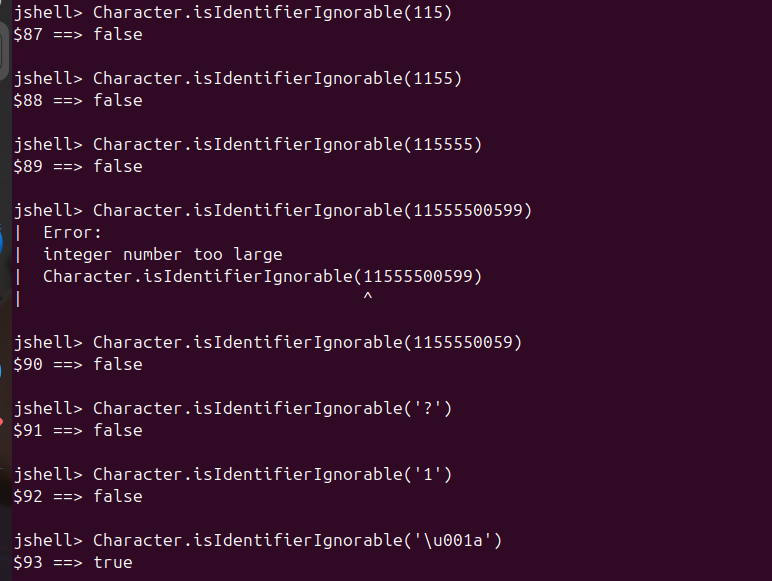 jshell> Character.isIdentifierIgnorable(115)
$87 ==> false
jshell> Character.isIdentifierIgnorable(1155)
$88 ==> false
jshell> Character.isIdentifierIgnorable(115555)
$89 ==> false
jshell> Character.isIdentifierIgnorable(11555500599)
|  Error:
|  integer number too large
|  Character.isIdentifierIgnorable(11555500599)
|                                  ^
jshell> Character.isIdentifierIgnorable(1155550059)
$90 ==> false
jshell> Character.isIdentifierIgnorable('?')
$91 ==> false
jshell> Character.isIdentifierIgnorable('1')
$92 ==> false
jshell> Character.isIdentifierIgnorable('\u001a')
$93 ==> true